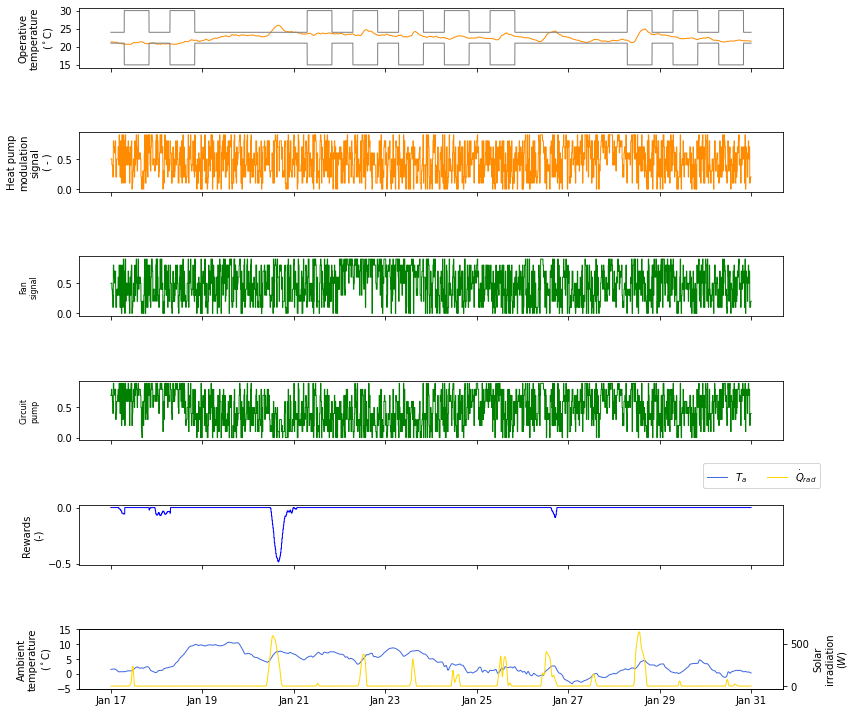 Operative
temperature
(°C)
30
25
20
15
Heat pump
modulation
signal
( - )
0.5
0.0
Fan
signal
0.5
0.0
Circuit
pump
0.5
0.0
T_a
Q̇_rad
Rewards
(-)
0.0
−0.5
Ambient
temperature
(°C)
15
10
5
0
−5
500
0
Solar
irradiation
(W)
Jan 17 Jan 19 Jan 21 Jan 23 Jan 25 Jan 27 Jan 29 Jan 31